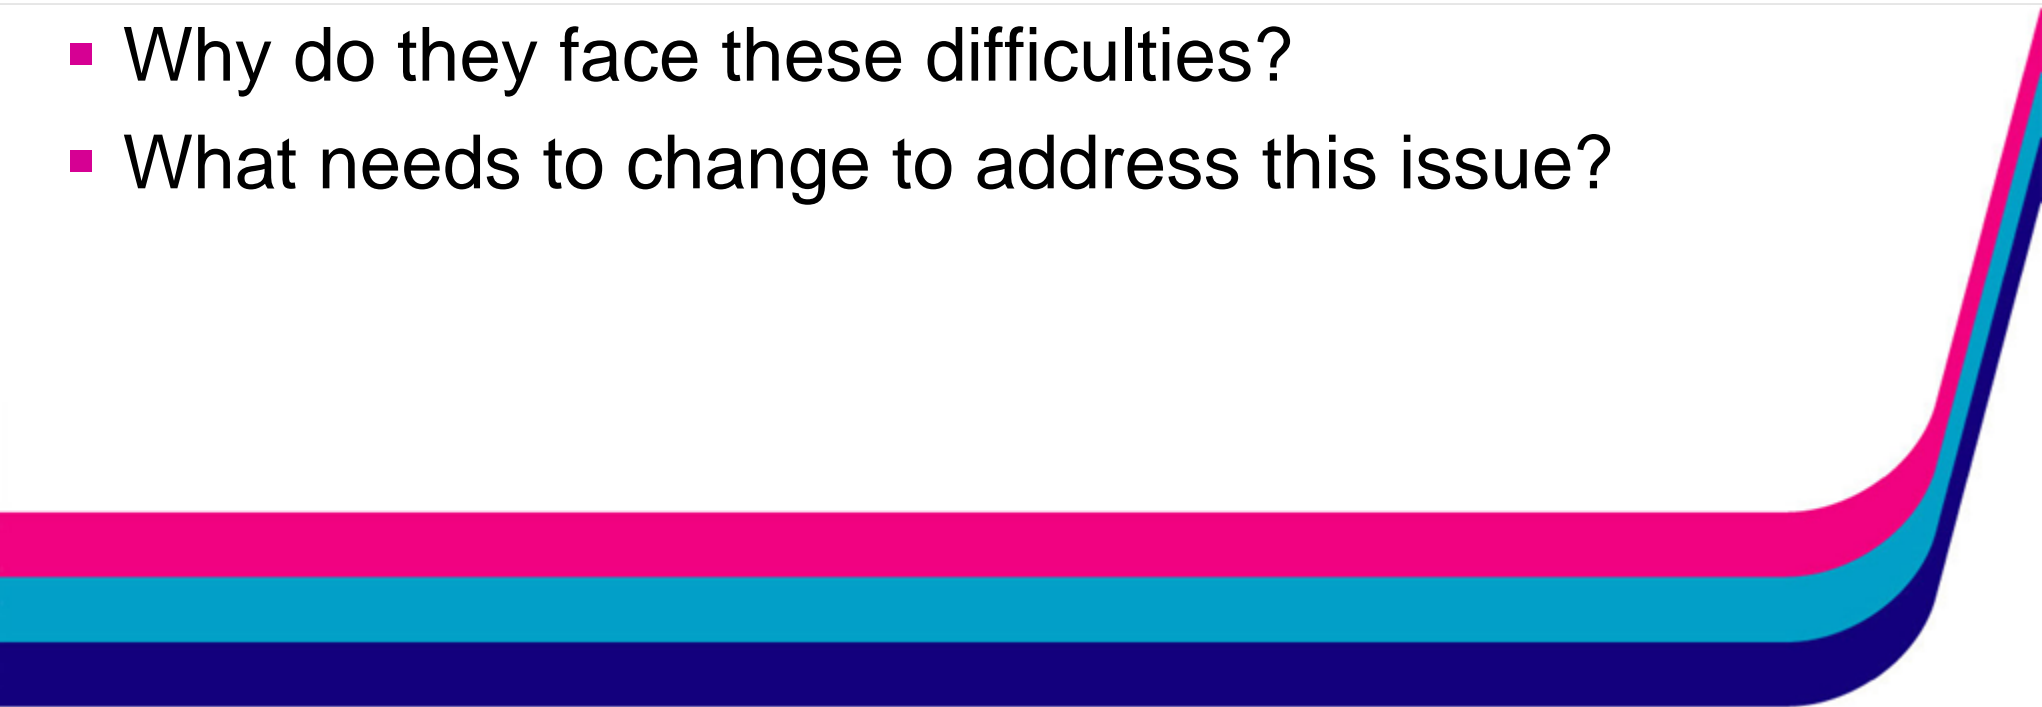 Why do they face these difficulties?
What needs to change to address this issue?